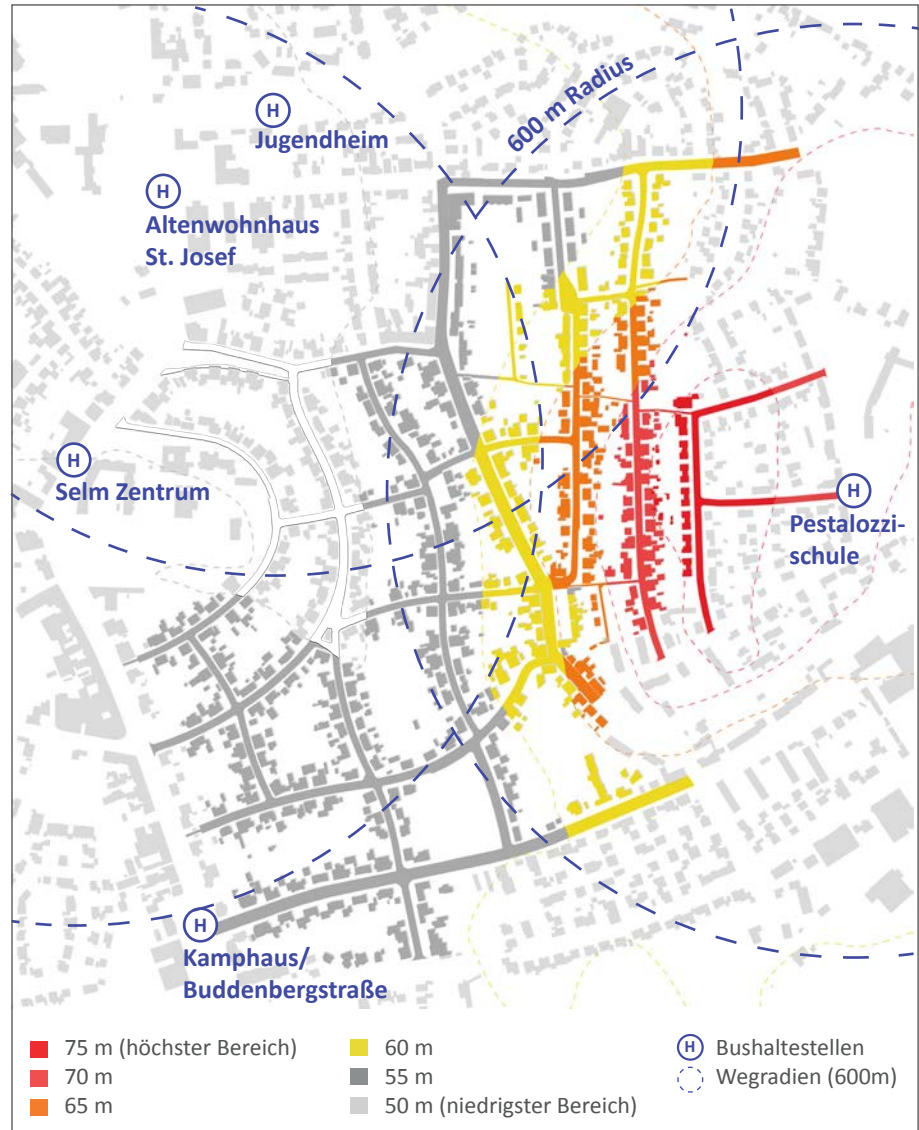 600 m Radius
H
Jugendheim
H
Altenwohnhaus
St. Josef
H
Selm Zentrum
H
Pestalozzi-
schule
H
Kamphaus/
Buddenbergstraße
75 m (höchster Bereich)
70 m
65 m
60 m
55 m
50 m (niedrigster Bereich)
H Bushaltestellen
Wegradien (600m)